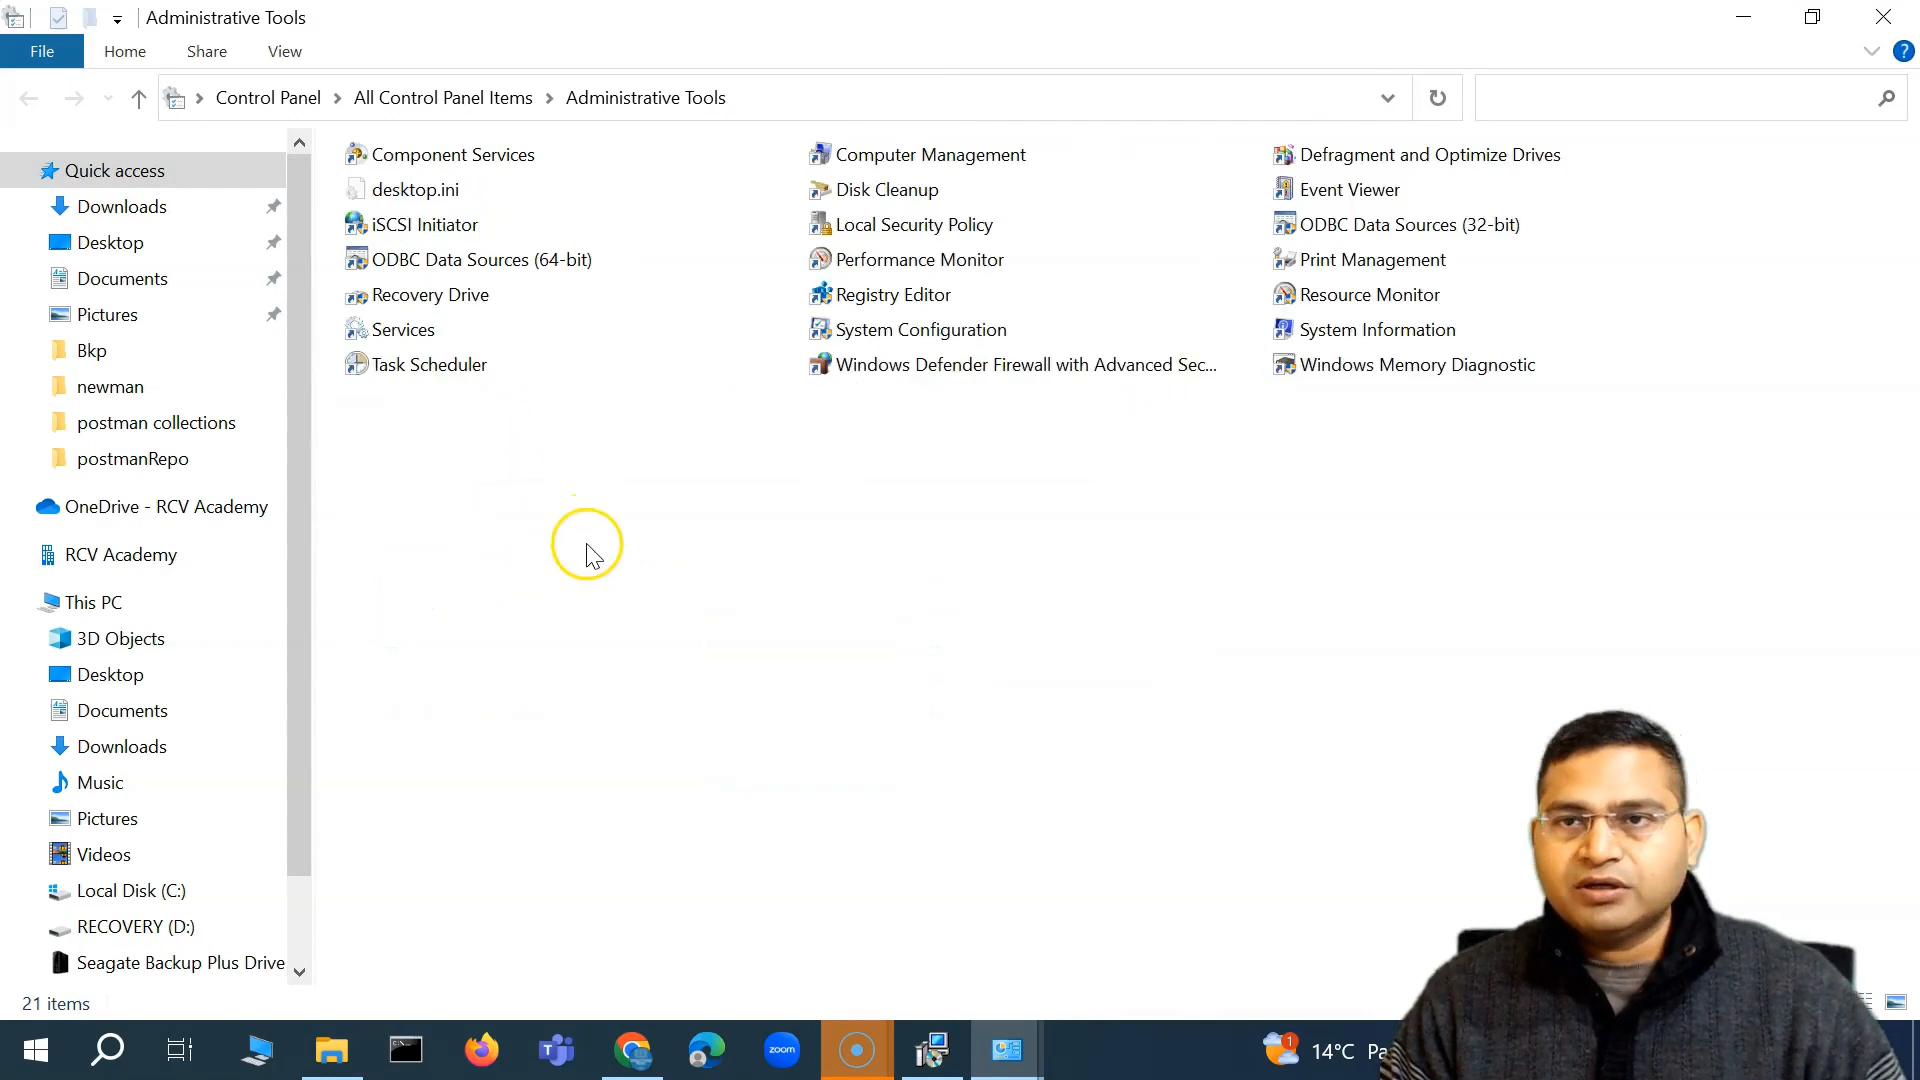 Administrative Tools
File Home Share View
Control Panel All Control Panel Items Administrative Tools
Quick access
Downloads
Desktop
Documents
Pictures
Bkp
newman
postman collections
postmanRepo
OneDrive - RCV Academy
RCV Academy
This PC
3D Objects
Desktop
Documents
Downloads
Music
Pictures
Videos
Local Disk (C:)
RECOVERY (D:)
Seagate Backup Plus Drive
Component Services Computer Management Defragment and Optimize Drives
desktop.ini Disk Cleanup Event Viewer
iSCSI Initiator Local Security Policy ODBC Data Sources (32-bit)
ODBC Data Sources (64-bit) Performance Monitor Print Management
Recovery Drive Registry Editor Resource Monitor
Services System Configuration System Information
Task Scheduler Windows Defender Firewall with Advanced Sec... Windows Memory Diagnostic
21 items
zoom 1 14°C Pa